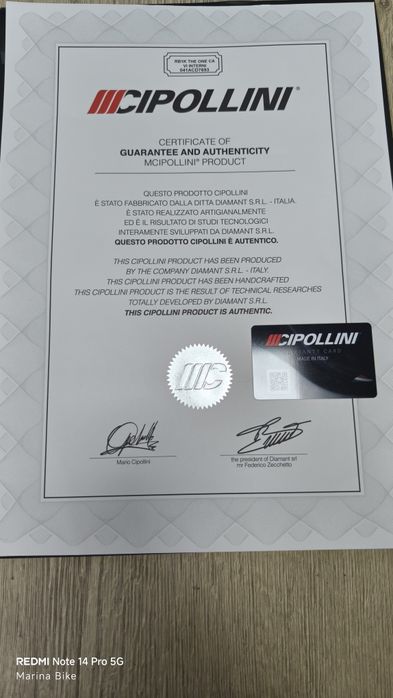 RB1K THE ONE CA
VI INTERNI
041ACD7693
MCIPOLLINI®
CERTIFICATE OF
GUARANTEE AND AUTHENTICITY
MCIPOLLINI® PRODUCT
QUESTO PRODOTTO CIPOLLINI
È STATO FABBRICATO DALLA DITTA DIAMANT S.R.L. - ITALIA.
È STATO REALIZZATO ARTIGIANALMENTE
ED È IL RISULTATO DI STUDI TECNOLOGICI
INTERAMENTE SVILUPPATI DA DIAMANT S.R.L.
QUESTO PRODOTTO CIPOLLINI È AUTENTICO.
THIS CIPOLLINI PRODUCT HAS BEEN PRODUCED
BY THE COMPANY DIAMANT S.R.L. - ITALY.
THIS CIPOLLINI PRODUCT HAS BEEN HANDCRAFTED
THIS CIPOLLINI PRODUCT IS THE RESULT OF TECHNICAL RESEARCHES
TOTALLY DEVELOPED BY DIAMANT S.R.L.
THIS CIPOLLINI PRODUCT IS AUTHENTIC.
MCIPOLLINI
WARRANTY CARD
MADE IN ITALY
MC
Mario Cipollini
the president of Diamant srl
mr Federico Zecchetto
REDMI Note 14 Pro 5G
Marina Bike